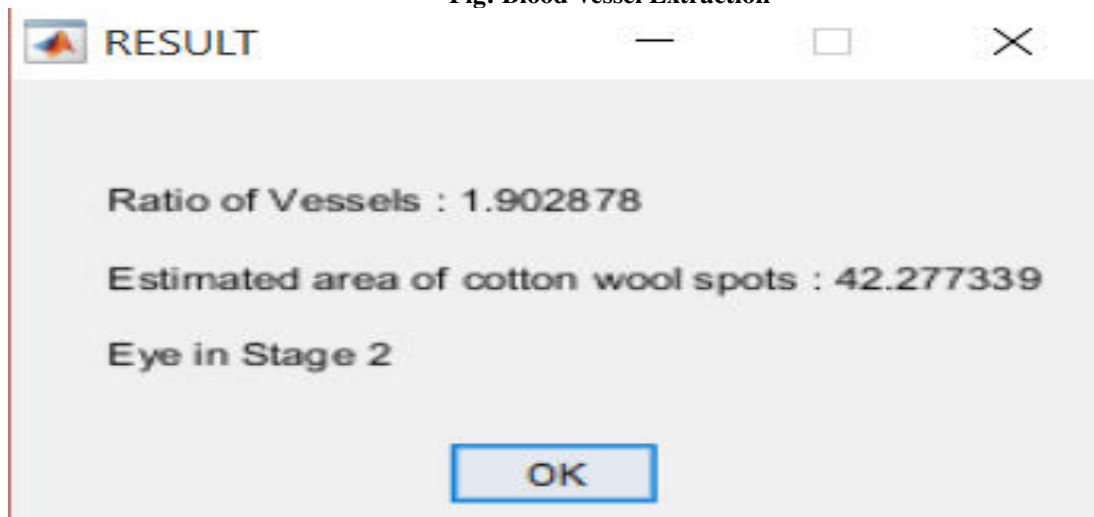 Fig: Blood Vessel Extraction
RESULT
Ratio of Vessels : 1.902878
Estimated area of cotton wool spots : 42.277339
Eye in Stage 2
OK